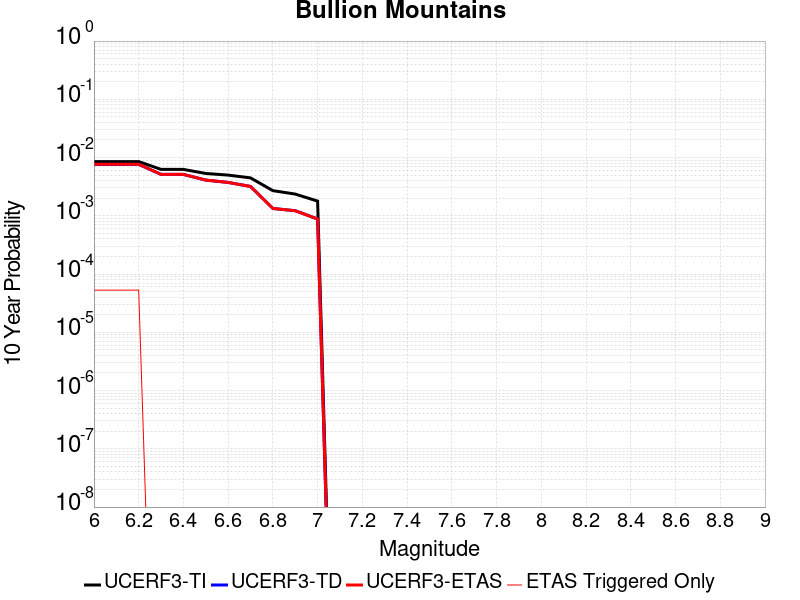 Bullion Mountains
10^0
10^-1
10^-2
10^-3
10^-4
10^-5
10^-6
10^-7
10^-8
10 Year Probability
6 6.2 6.4 6.6 6.8 7 7.2 7.4 7.6 7.8 8 8.2 8.4 8.6 8.8 9
Magnitude
UCERF3-TI UCERF3-TD UCERF3-ETAS ETAS Triggered Only